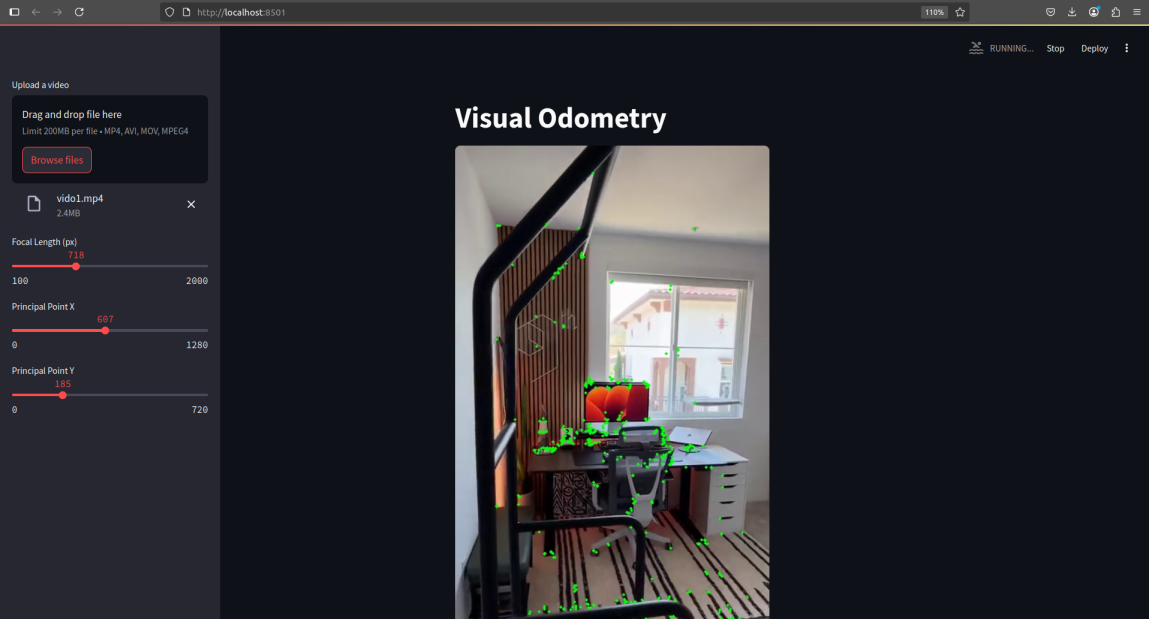 http://localhost:8501
110%
RUNNING...
Stop
Deploy
Upload a video
Drag and drop file here
Limit 200MB per file • MP4, AVI, MOV, MPEG4
Browse files
vido1.mp4
2.4MB
Focal Length (px)
718
100
2000
Principal Point X
607
0
1280
Principal Point Y
185
0
720
Visual Odometry